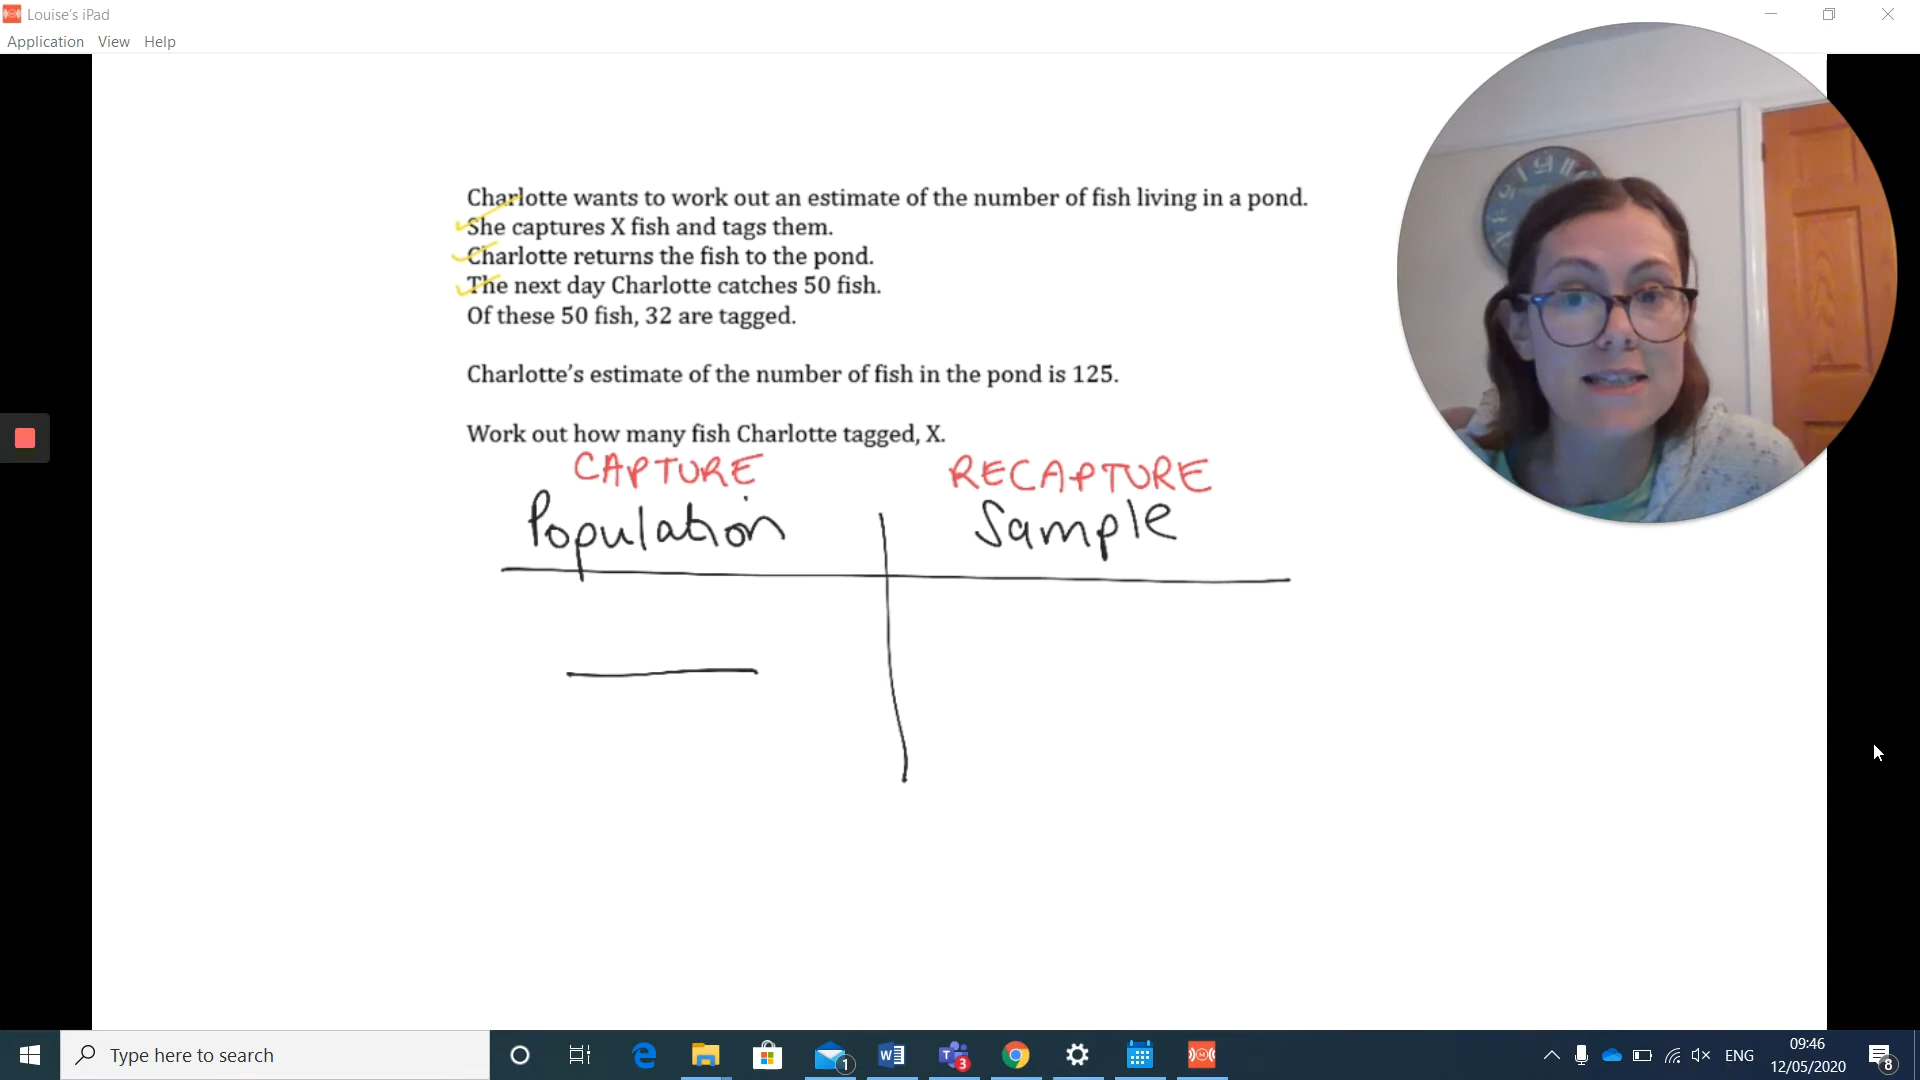 Louise's iPad
Application View Help
Charlotte wants to work out an estimate of the number of fish living in a pond.
She captures X fish and tags them.
Charlotte returns the fish to the pond.
The next day Charlotte catches 50 fish.
Of these 50 fish, 32 are tagged.
Charlotte's estimate of the number of fish in the pond is 125.
Work out how many fish Charlotte tagged, X.
CAPTURE RECAPTURE
Population Sample
Type here to search
1
W
T
3
ENG
09:46
12/05/2020
8